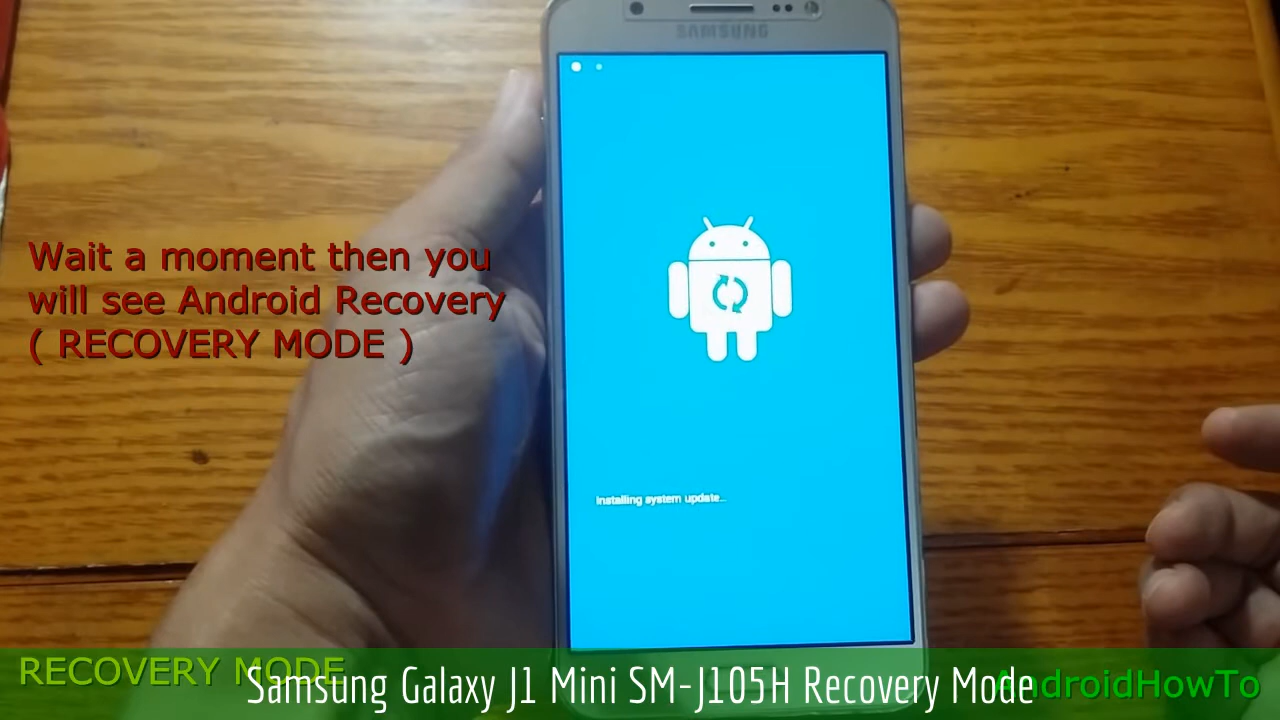 SAMSUNG
Wait a moment then you
will see Android Recovery
( RECOVERY MODE )
Installing system update...
RECOVERY MODE
Samsung Galaxy J1 Mini SM-J105H Recovery Mode
AndroidHowTo